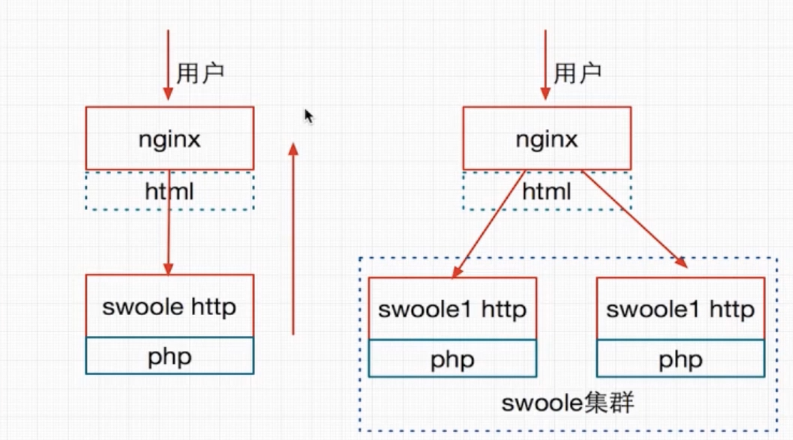 用户
nginx
html
swoole http
php
用户
nginx
html
swoole1 http
php
swoole1 http
php
swoole集群